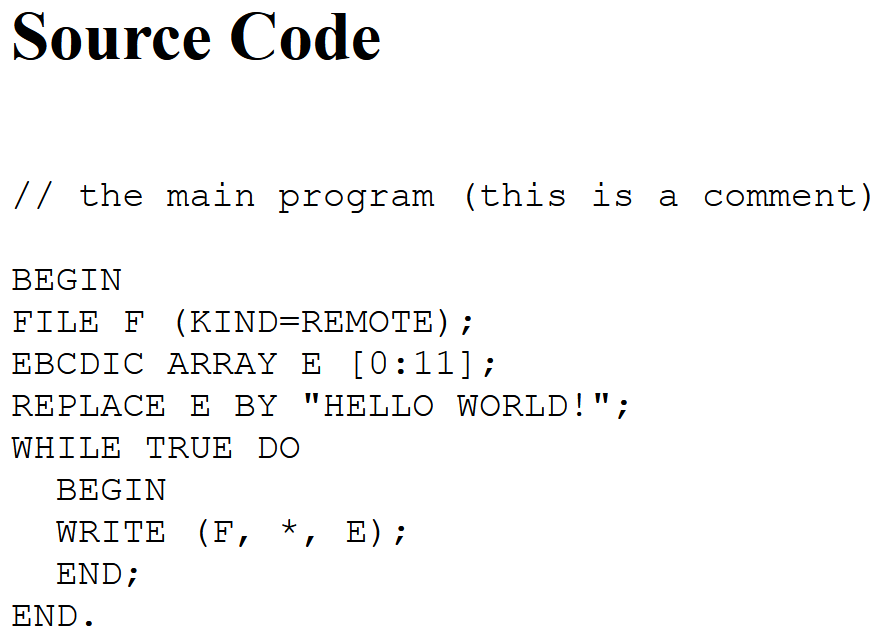 Source Code
// the main program (this is a comment)
BEGIN
FILE F (KIND=REMOTE);
EBCDIC ARRAY E [0:11];
REPLACE E BY "HELLO WORLD!";
WHILE TRUE DO
  BEGIN
  WRITE (F, *, E);
  END;
END.